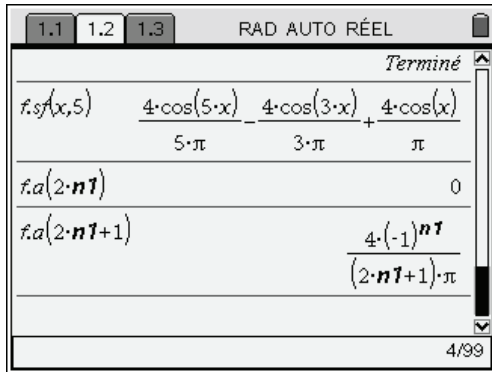 1.1 1.2 1.3 RAD AUTO RÉEL
Terminé
f.sf(x,5) 4·cos(5·x)/5·π − 4·cos(3·x)/3·π + 4·cos(x)/π
f.a(2·n1) 0
f.a(2·n1+1) 4·(-1)^n1/(2·n1+1)·π
4/99